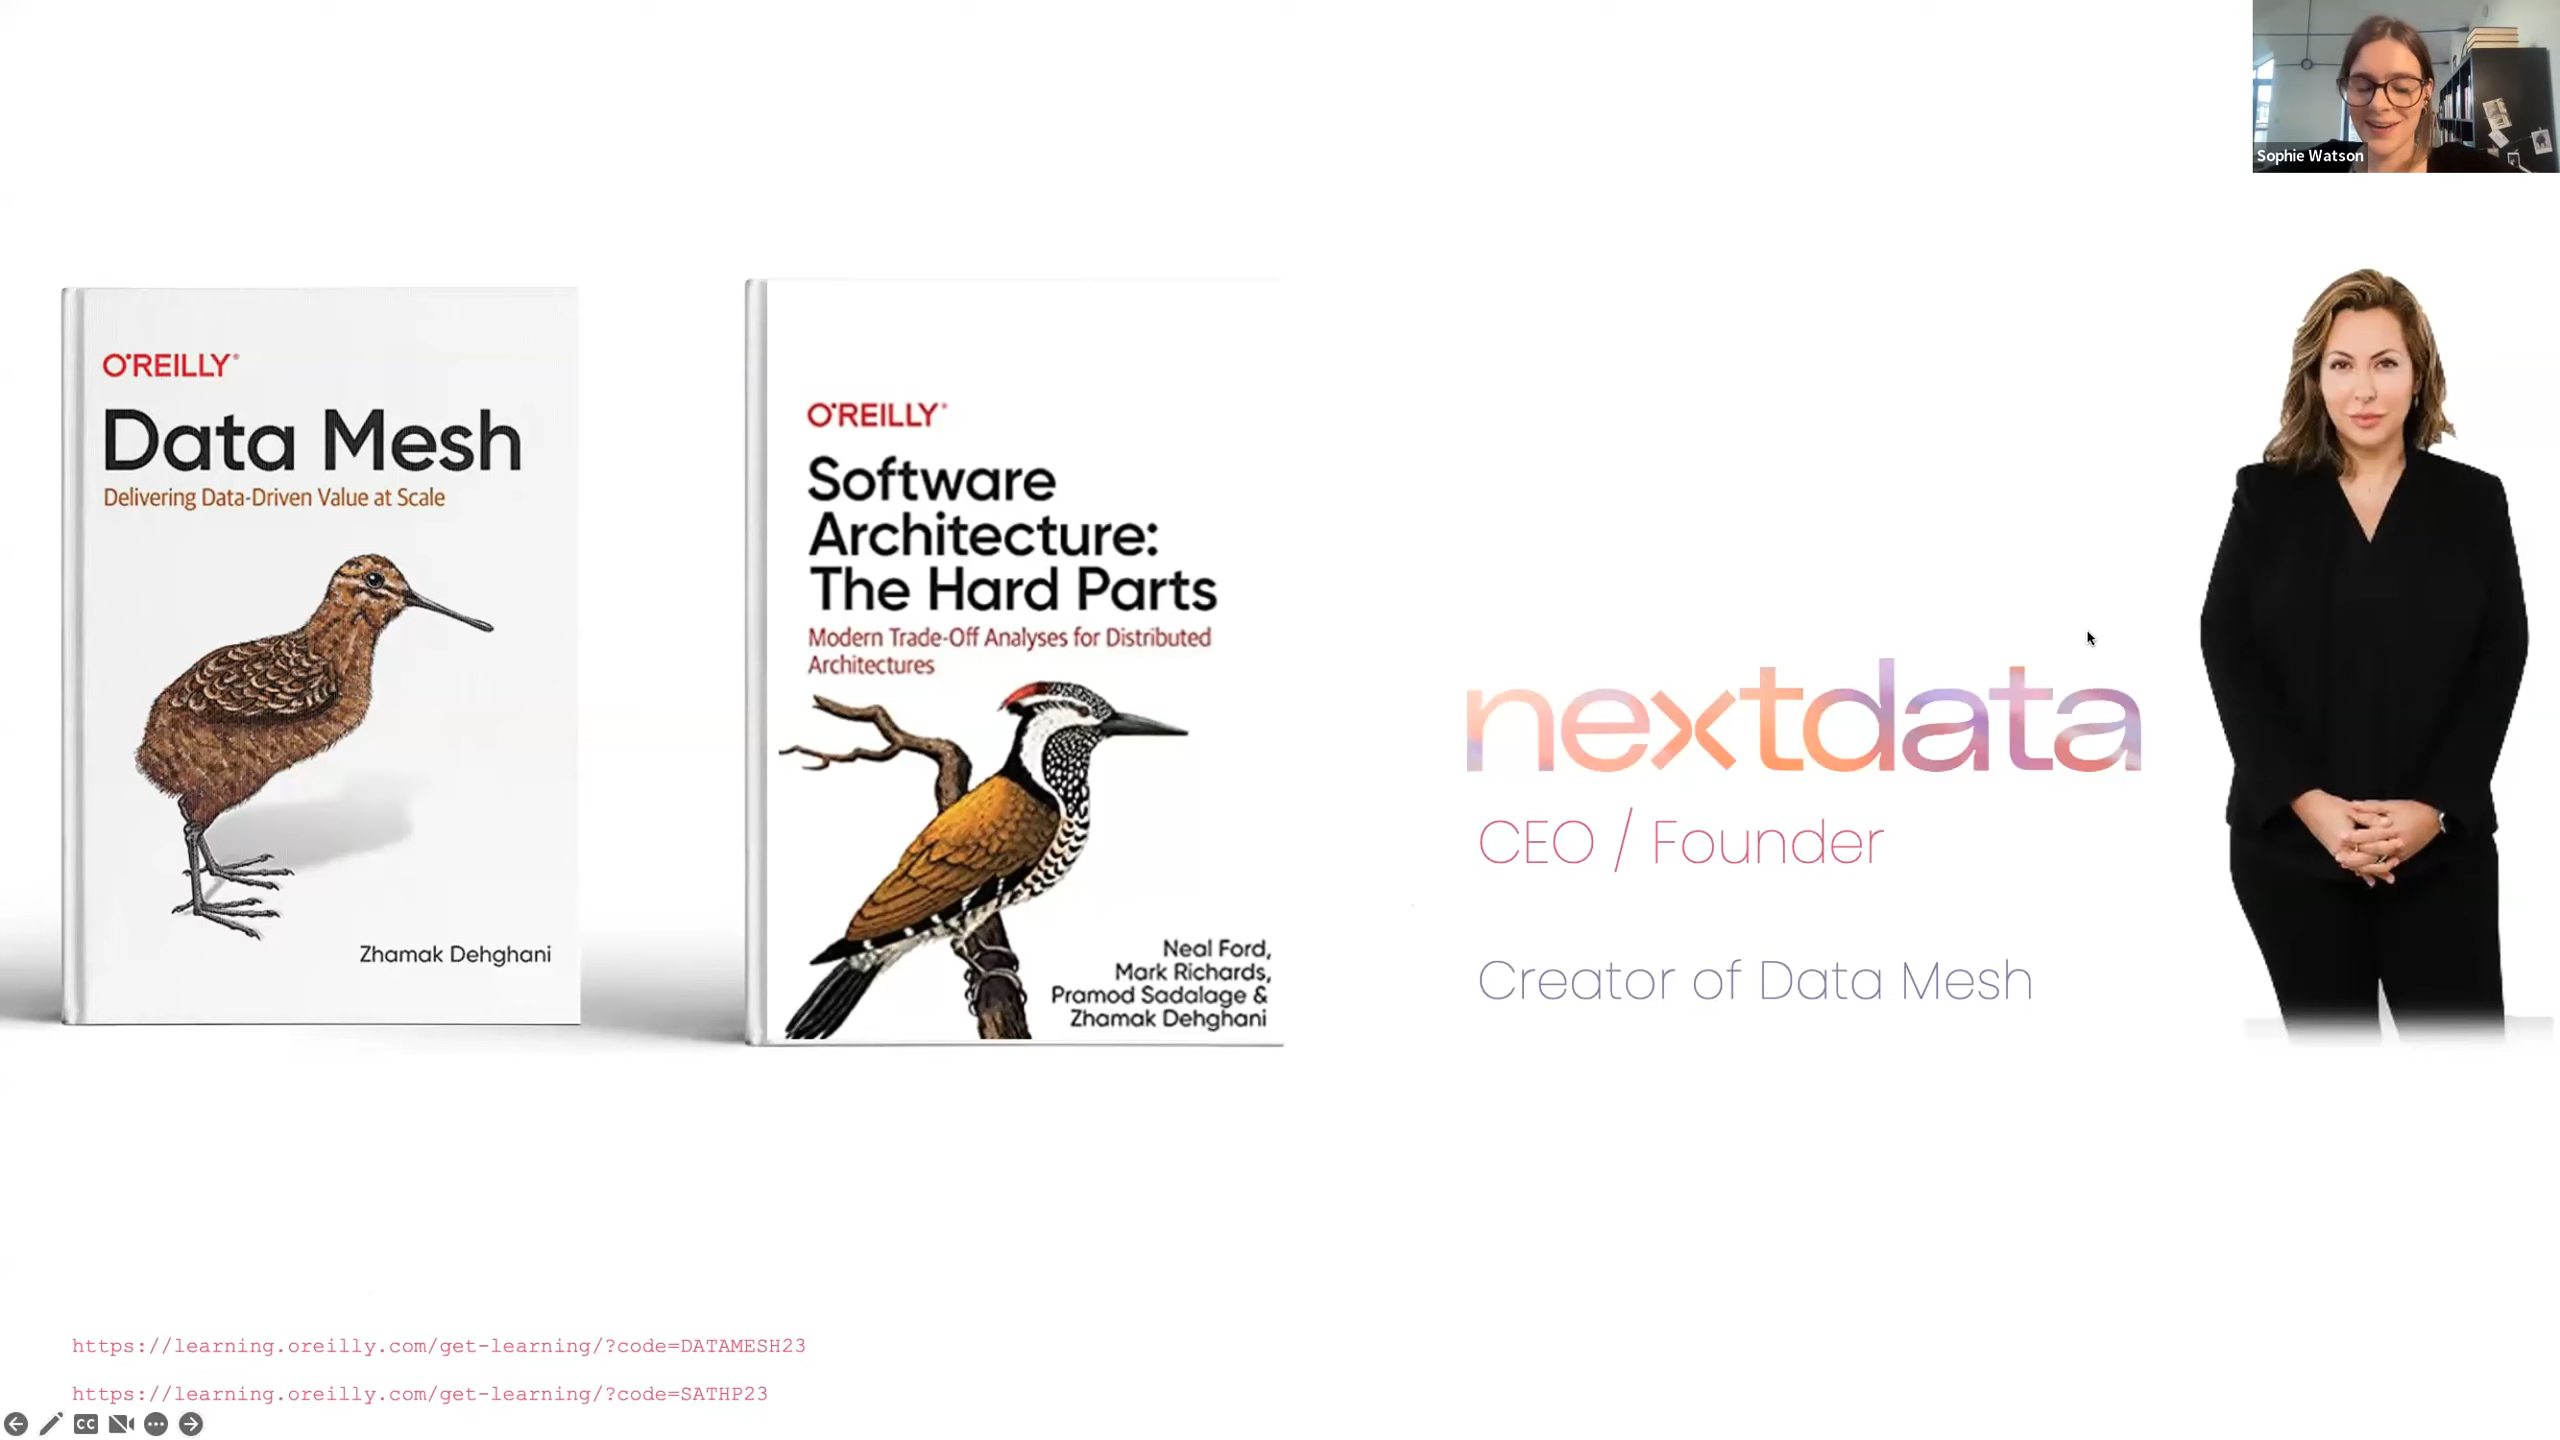 Sophie Watson
O'REILLY®
Data Mesh
Delivering Data-Driven Value at Scale
Zhamak Dehghani
O'REILLY®
Software
Architecture:
The Hard Parts
Modern Trade-Off Analyses for Distributed
Architectures
Neal Ford,
Mark Richards,
Pramod Sadalage &
Zhamak Dehghani
nextdata
CEO / Founder
Creator of Data Mesh
https://learning.oreilly.com/get-learning/?code=DATAMESH23
https://learning.oreilly.com/get-learning/?code=SATHP23
CC